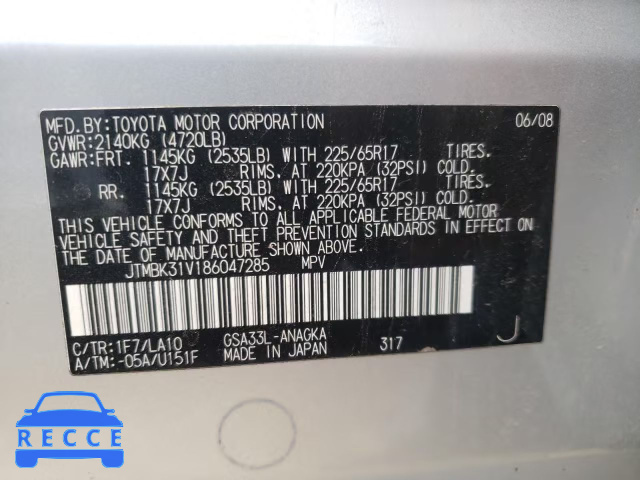 MFD.BY:TOYOTA MOTOR CORPORATION 06/08
GVWR:2140KG (4720LB)
GAWR:FRT. 1145KG (2535LB) WITH 225/65R17 TIRES.
17X7J RIMS. AT 220KPA (32PSI) COLD.
RR. 1145KG (2535LB) WITH 225/65R17 TIRES.
17X7J RIMS. AT 220KPA (32PSI) COLD.
THIS VEHICLE CONFORMS TO ALL APPLICABLE FEDERAL MOTOR
VEHICLE SAFETY AND THEFT PREVENTION STANDARDS IN EFFECT ON
THE DATE OF MANUFACTURE SHOWN ABOVE.
JTMBK31V186047285 MPV
C/TR:1F7/LA10 GSA33L-ANAGKA
A/TM:-05A/U151F MADE IN JAPAN 317 J
RECCE